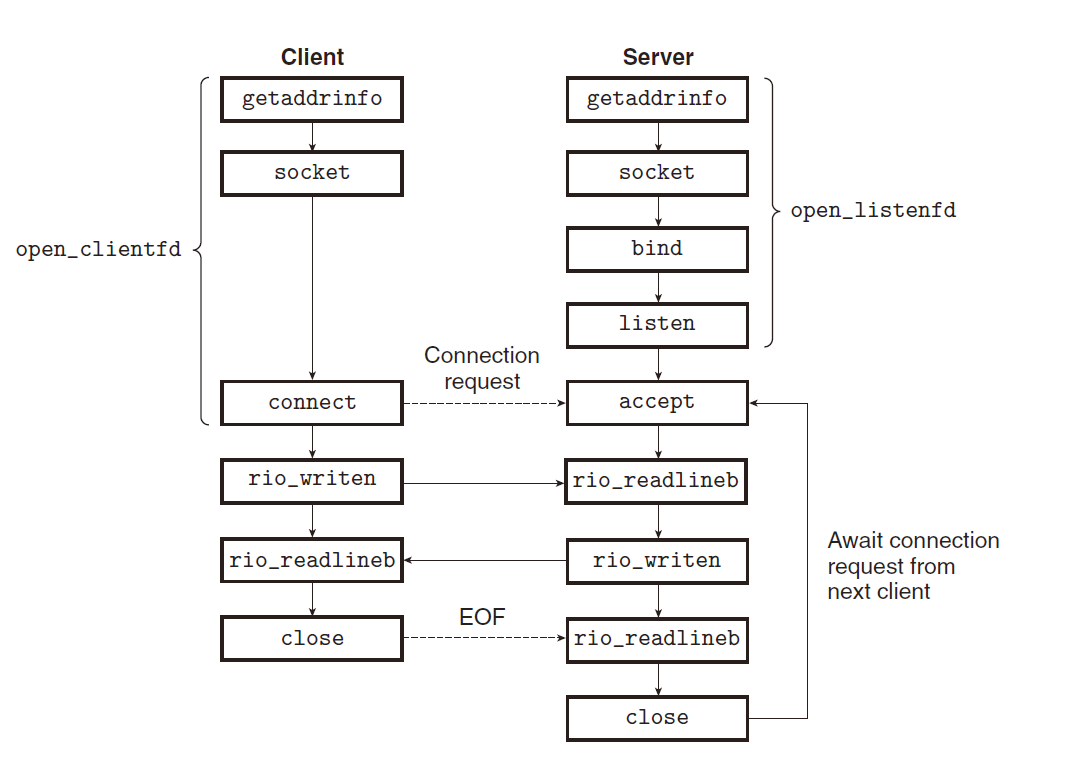 Client
Server
getaddrinfo
getaddrinfo
socket
socket
open_listenfd
open_clientfd
bind
listen
Connection
request
connect
accept
rio_writen
rio_readlineb
Await connection
request from
next client
rio_readlineb
rio_writen
EOF
close
rio_readlineb
close